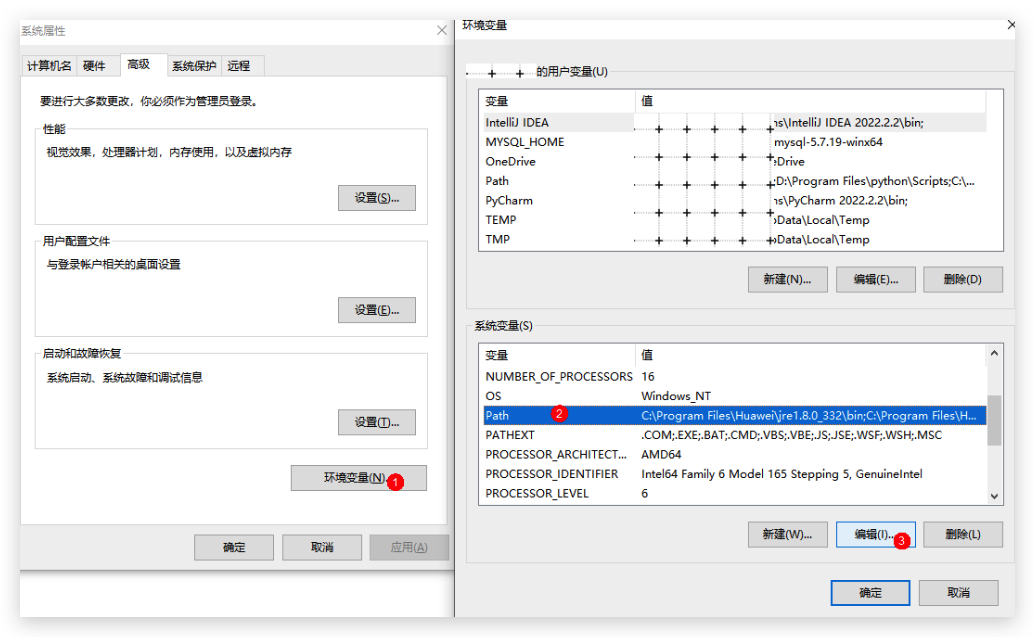 系统属性
计算机名 硬件 高级 系统保护 远程
要进行大多数更改，你必须作为管理员登录。
性能
视觉效果，处理器计划，内存使用，以及虚拟内存
设置(S)...
用户配置文件
与登录帐户相关的桌面设置
设置(E)...
启动和故障恢复
系统启动、系统故障和调试信息
设置(T)...
环境变量(N)... 1
确定 取消 应用(A)
环境变量
的用户变量(U)
变量 值
IntelliJ IDEA ns\IntelliJ IDEA 2022.2.2\bin;
MYSQL_HOME mysql-5.7.19-winx64
OneDrive eDrive
Path ;D:\Program Files\python\Scripts;C:\...
PyCharm ns\PyCharm 2022.2.2\bin;
TEMP Data\Local\Temp
TMP Data\Local\Temp
新建(N)... 编辑(E)... 删除(D)
系统变量(S)
变量 值
NUMBER_OF_PROCESSORS 16
OS Windows_NT
Path 2 C:\Program Files\Huawei\jre1.8.0_332\bin;C:\Program Files\H...
PATHEXT .COM;.EXE;.BAT;.CMD;.VBS;.VBE;.JS;.JSE;.WSF;.WSH;.MSC
PROCESSOR_ARCHITECT... AMD64
PROCESSOR_IDENTIFIER Intel64 Family 6 Model 165 Stepping 5, GenuineIntel
PROCESSOR_LEVEL 6
新建(W)... 编辑(I)... 3 删除(L)
确定 取消